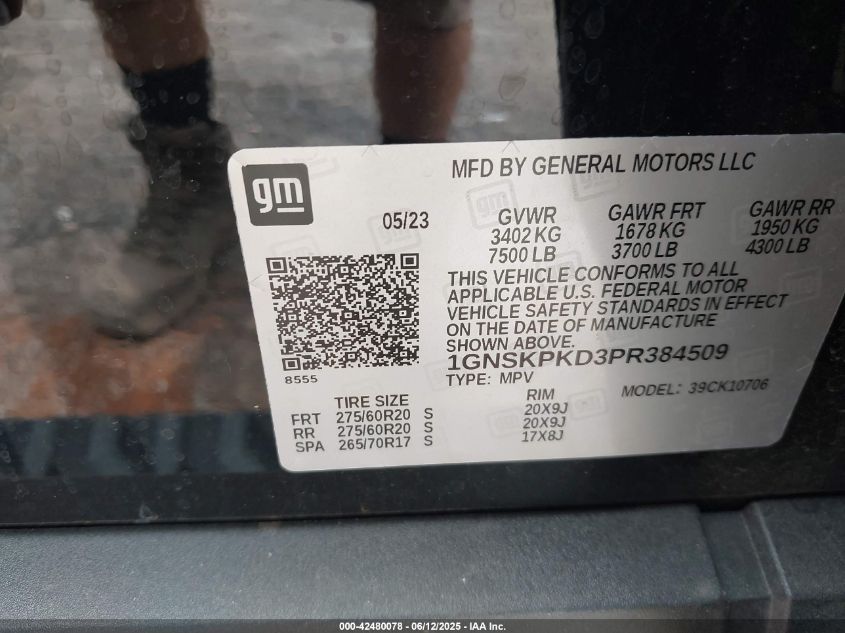 gm
MFD BY GENERAL MOTORS LLC
05/23
GVWR GAWR FRT GAWR RR
3402 KG 1678 KG 1950 KG
7500 LB 3700 LB 4300 LB
THIS VEHICLE CONFORMS TO ALL
APPLICABLE U.S. FEDERAL MOTOR
VEHICLE SAFETY STANDARDS IN EFFECT
ON THE DATE OF MANUFACTURE
SHOWN ABOVE.
1GNSKPKD3PR384509
8555
TYPE: MPV MODEL: 39CK10706
TIRE SIZE RIM
FRT 275/60R20 S 20X9J
RR 275/60R20 S 20X9J
SPA 265/70R17 S 17X8J
000-42480078 - 06/12/2025 - IAA Inc.